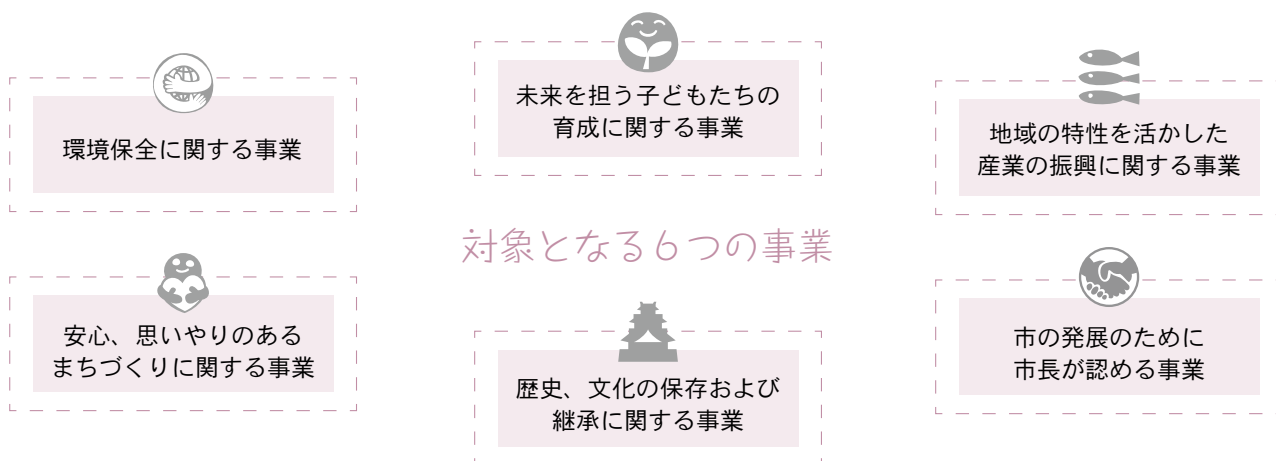 環境保全に関する事業
未来を担う子どもたちの
育成に関する事業
地域の特性を活かした
産業の振興に関する事業
対象となる6つの事業
安心、思いやりのある
まちづくりに関する事業
歴史、文化の保存および
継承に関する事業
市の発展のために
市長が認める事業